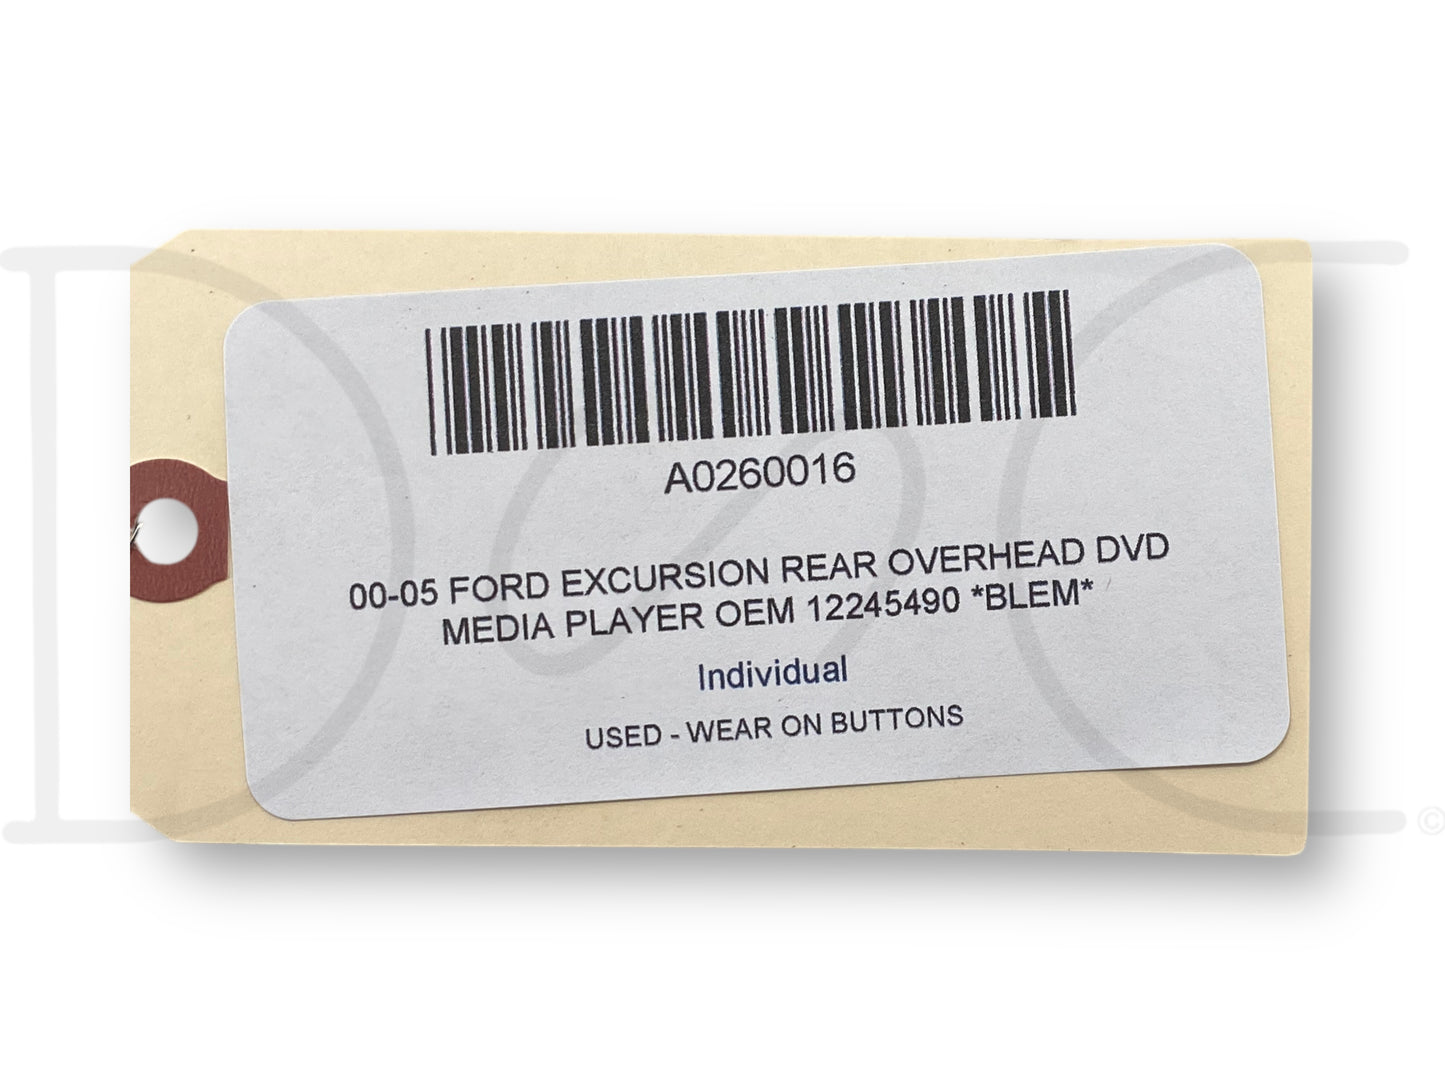 A0260016
00-05 FORD EXCURSION REAR OVERHEAD DVD
MEDIA PLAYER OEM 12245490 *BLEM*
Individual
USED - WEAR ON BUTTONS
©